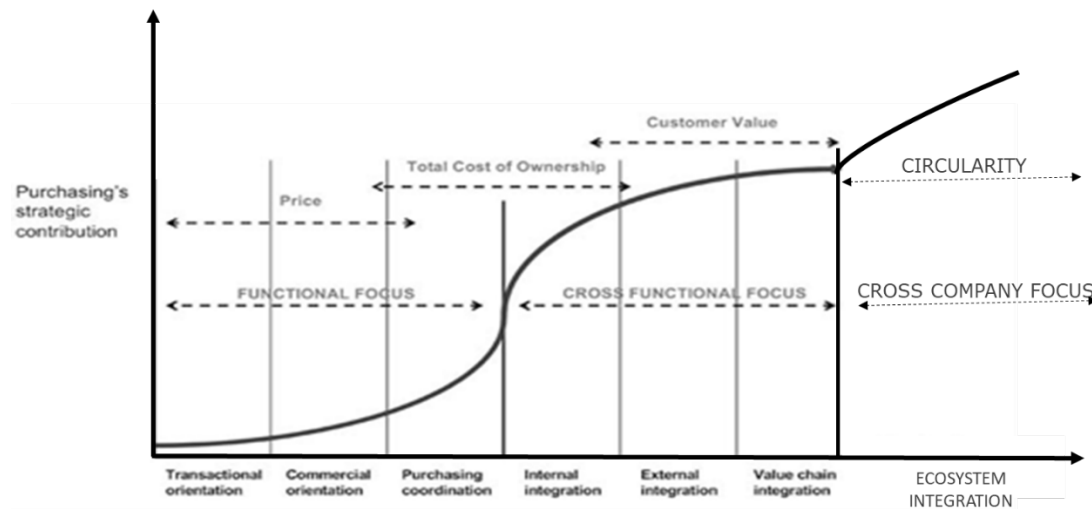 Customer Value
CIRCULARITY
Total Cost of Ownership
Price
Purchasing's
strategic
contribution
FUNCTIONAL FOCUS
CROSS FUNCTIONAL FOCUS
CROSS COMPANY FOCUS
Transactional
orientation
Commercial
orientation
Purchasing
coordination
Internal
integration
External
integration
Value chain
integration
ECOSYSTEM
INTEGRATION